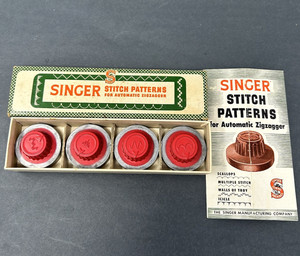 SINGER STITCH PATTERNS
FOR AUTOMATIC ZIGZAGGER
SINGER
STITCH
PATTERNS
for Automatic Zigzagger
SCALLOPS
MULTIPLE STITCH
WALLS OF TROY
ICICLE
THE SINGER MANUFACTURING COMPANY